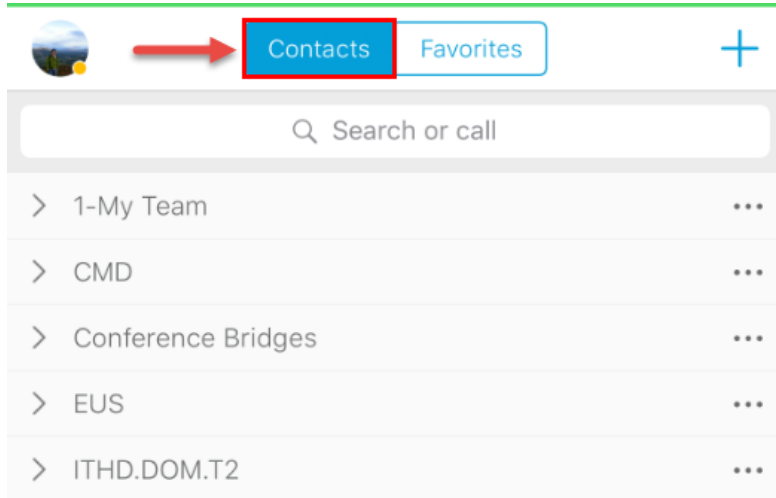 Contacts Favorites
Search or call
1-My Team
CMD
Conference Bridges
EUS
ITHD.DOM.T2